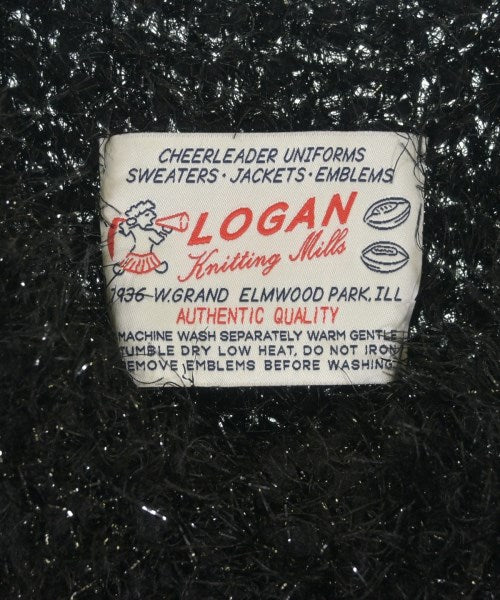 CHEERLEADER UNIFORMS
SWEATERS · JACKETS · EMBLEMS
LOGAN
Knitting Mills
1936 W.GRAND ELMWOOD PARK, ILL
AUTHENTIC QUALITY
MACHINE WASH SEPARATELY WARM GENTLE
TUMBLE DRY LOW HEAT, DO NOT IRON
EMOVE EMBLEMS BEFORE WASHING